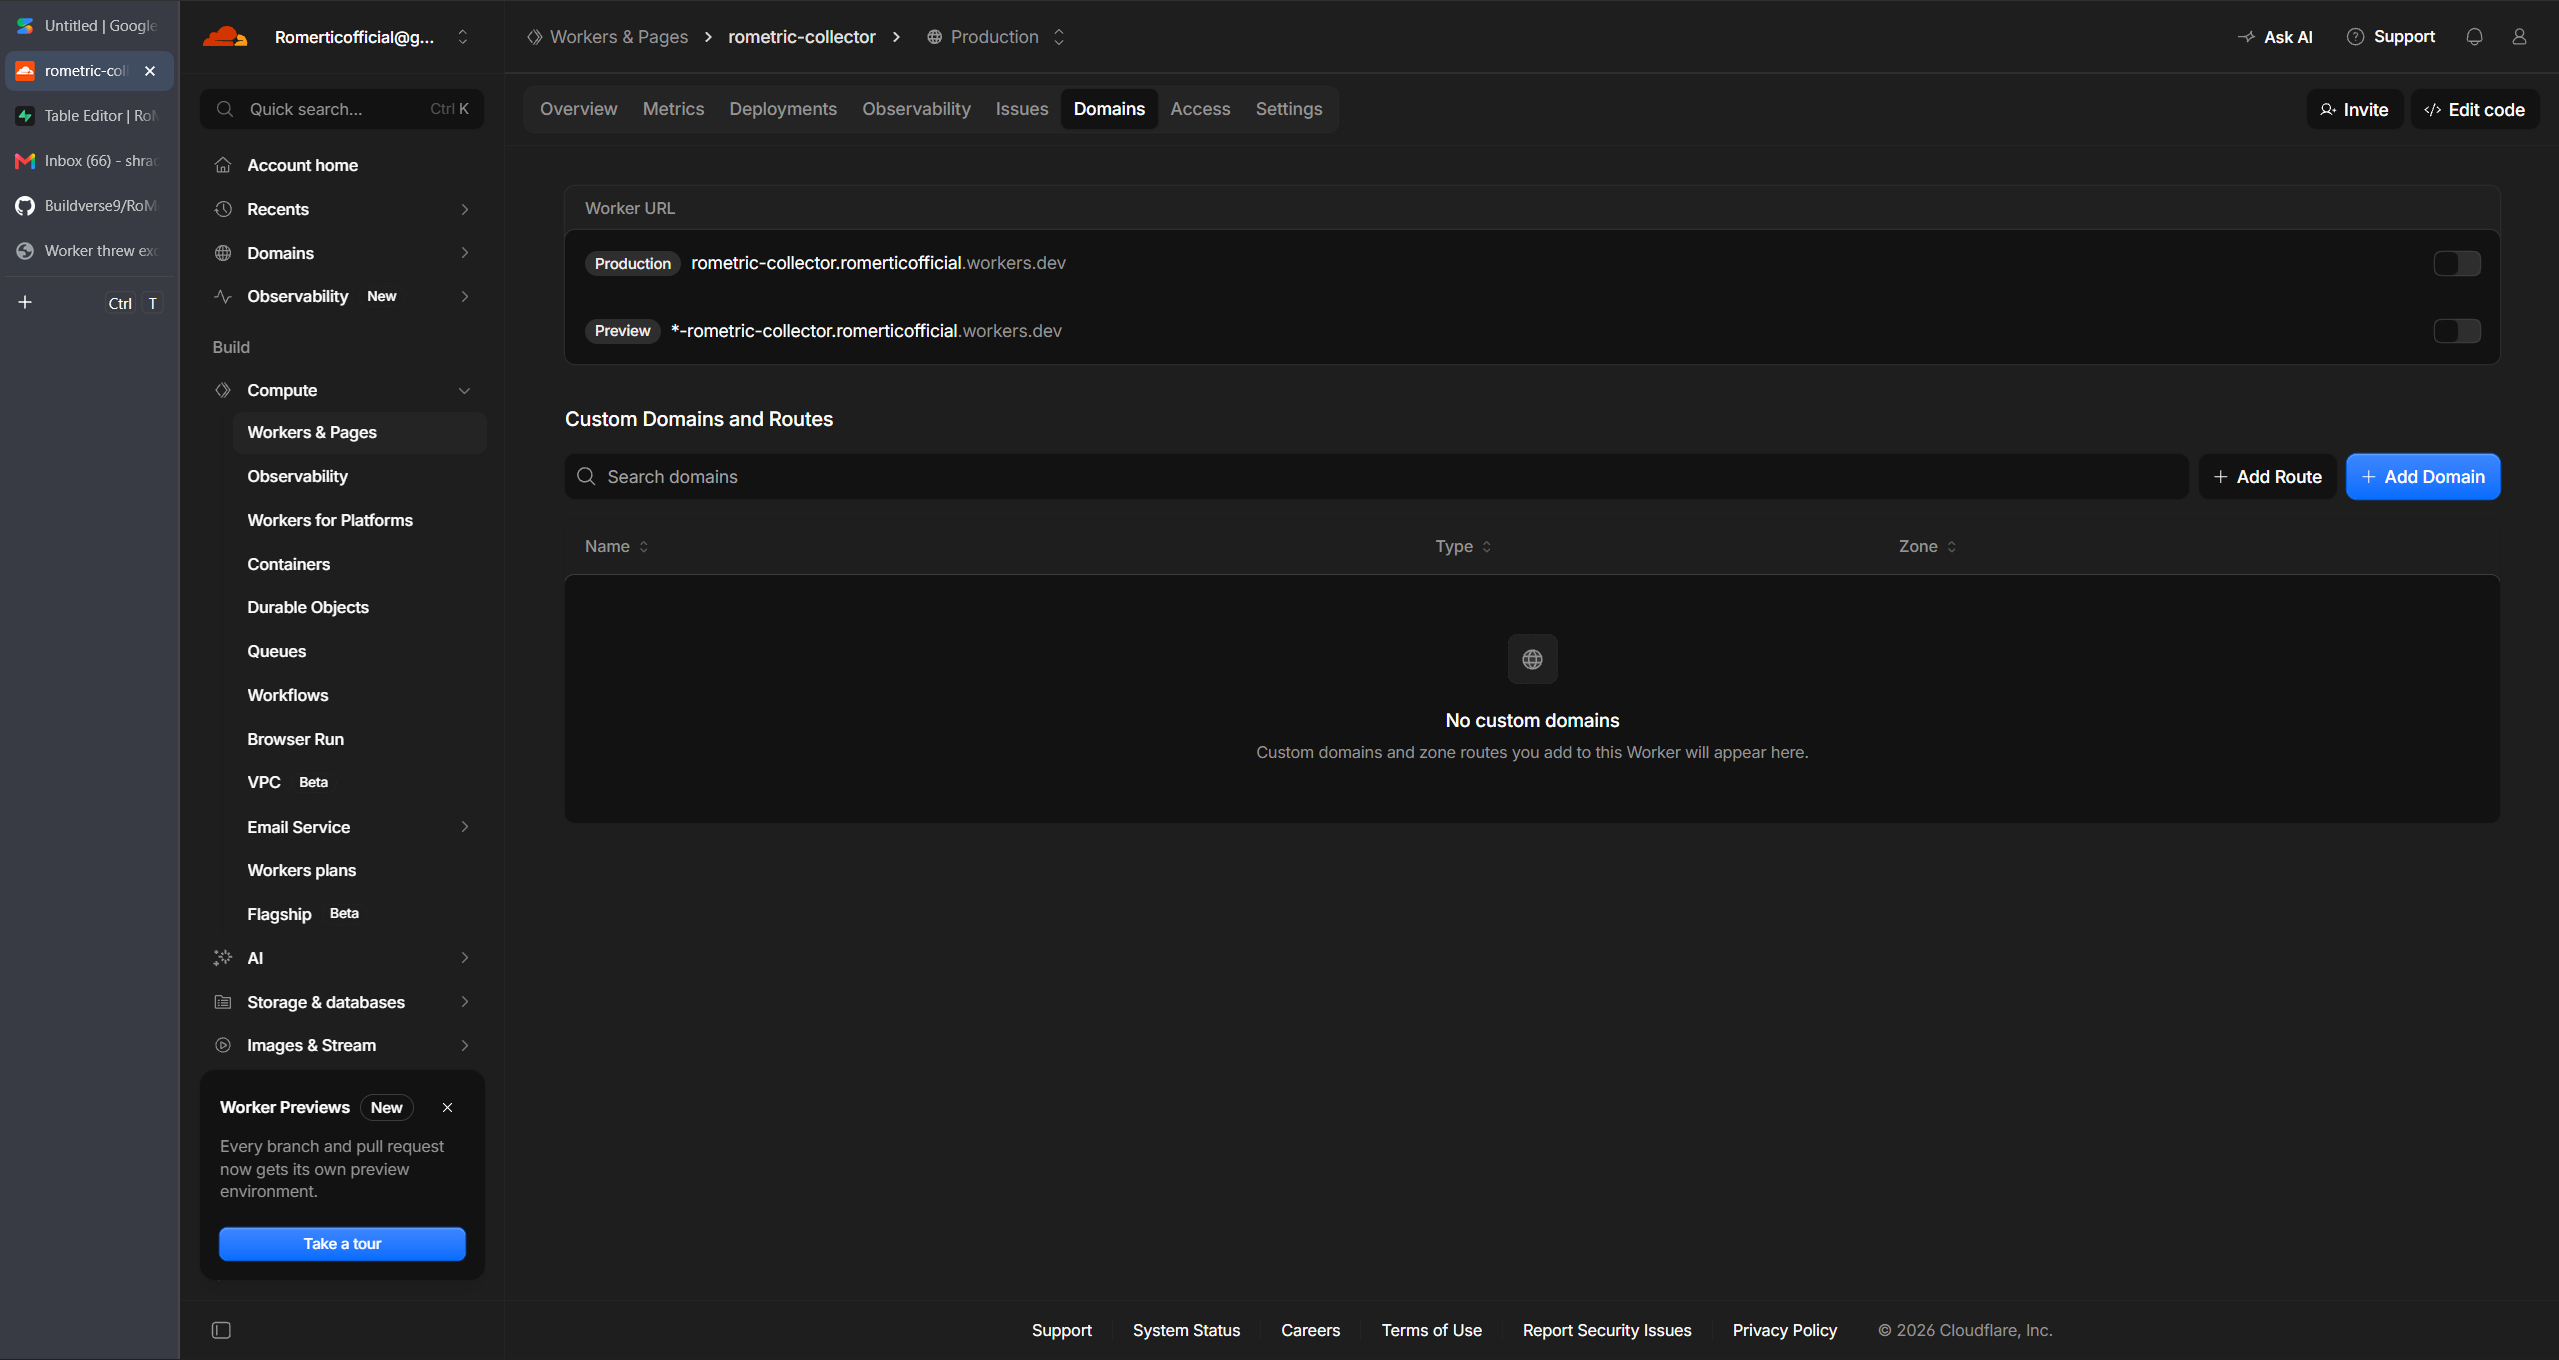 Untitled | Google
rometric-coll
Table Editor | RoM
Inbox (66) - shrad
Buildverse9/RoM
Worker threw exc
Ctrl T
Romerticofficial@g...
Quick search... Ctrl K
Account home
Recents
Domains
Observability New
Build
Compute
Workers & Pages
Observability
Workers for Platforms
Containers
Durable Objects
Queues
Workflows
Browser Run
VPC Beta
Email Service
Workers plans
Flagship Beta
AI
Storage & databases
Images & Stream
Worker Previews New
Every branch and pull request
now gets its own preview
environment.
Take a tour
Workers & Pages > rometric-collector > Production
Ask AI Support
Overview Metrics Deployments Observability Issues Domains Access Settings
Invite Edit code
Worker URL
Production rometric-collector.romerticofficial.workers.dev
Preview *-rometric-collector.romerticofficial.workers.dev
Custom Domains and Routes
Search domains
+ Add Route + Add Domain
Name Type Zone
No custom domains
Custom domains and zone routes you add to this Worker will appear here.
Support System Status Careers Terms of Use Report Security Issues Privacy Policy © 2026 Cloudflare, Inc.